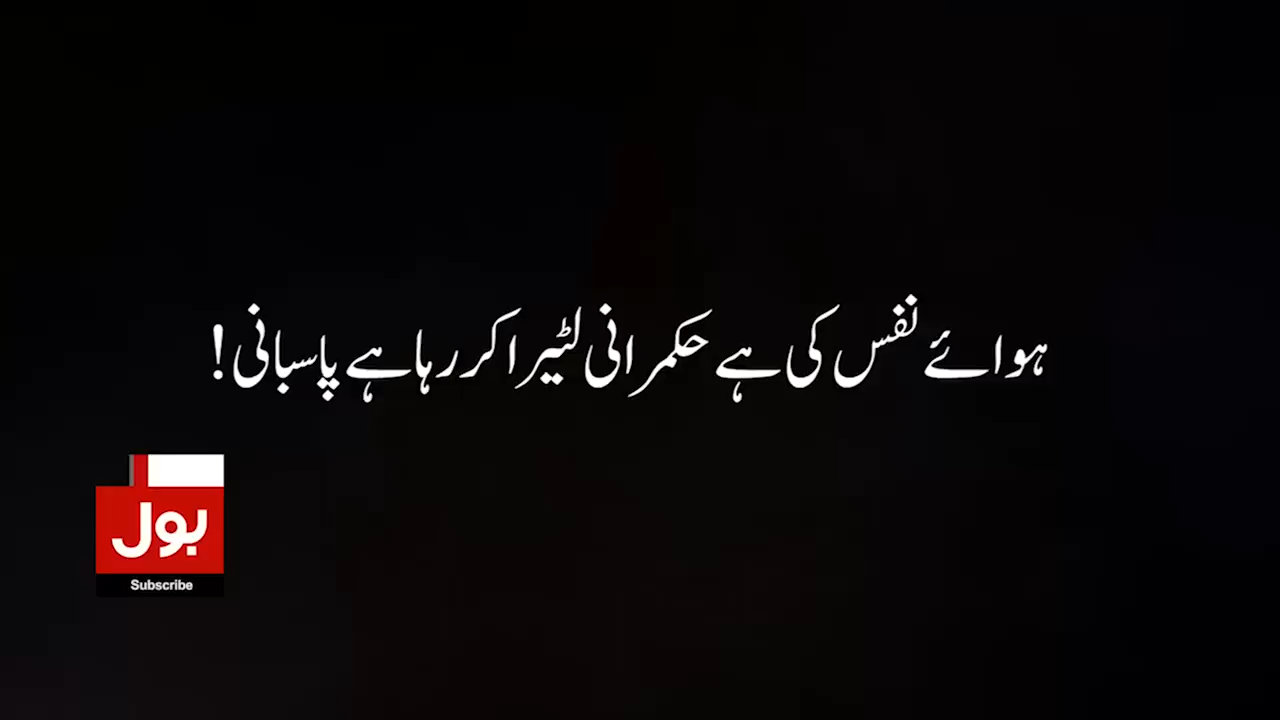 ہوائے نفس کی ہے حکمرانی لٹیرا کر رہا ہے پاسبانی!
بول
Subscribe